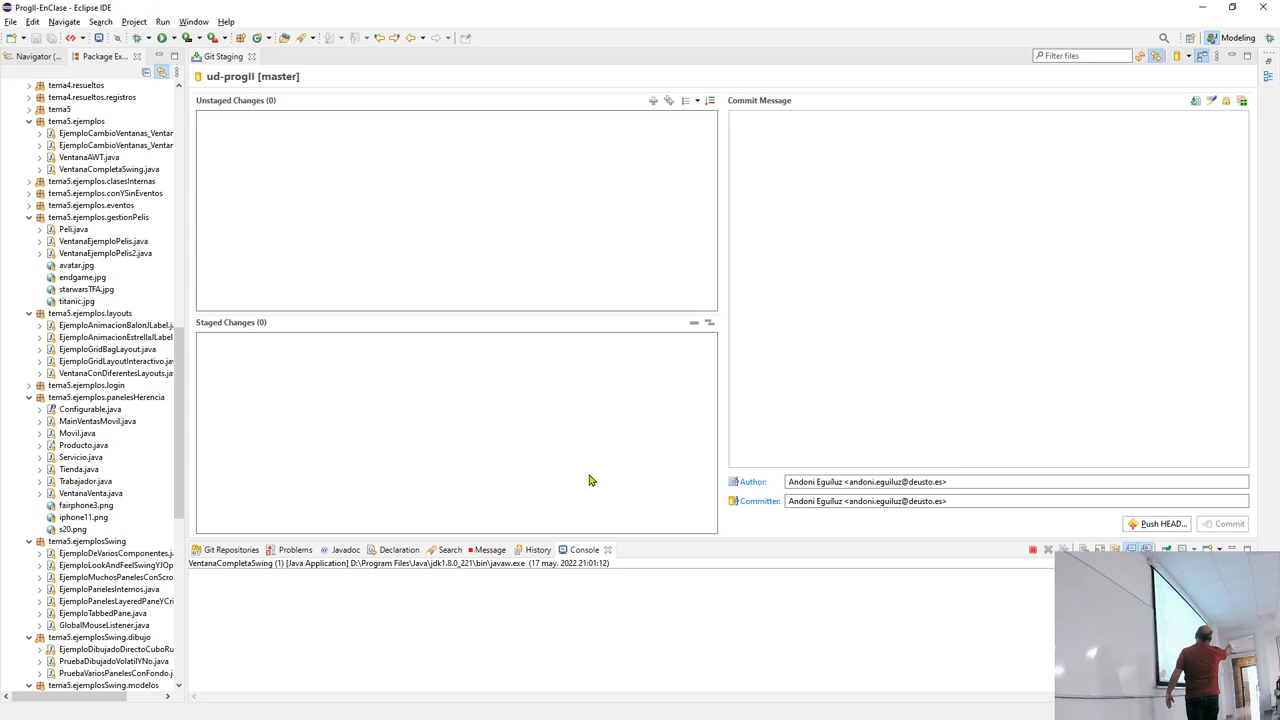 ProgII-EnClase - Eclipse IDE
File Edit Navigate Search Project Run Window Help
Modeling
Navigator (...
Package Ex...
Git Staging
Filter files
ud-progII [master]
Unstaged Changes (0)
Commit Message
Staged Changes (0)
tema4.resueltos
tema4.resueltos.registros
tema5
tema5.ejemplos
EjemploCambioVentanas_Ventar
EjemploCambioVentanas_Ventar
VentanaAWT.java
VentanaCompletaSwing.java
tema5.ejemplos.clasesInternas
tema5.ejemplos.conYSinEventos
tema5.ejemplos.eventos
tema5.ejemplos.gestionPelis
Peli.java
VentanaEjemploPelis.java
VentanaEjemploPelis2.java
avatar.jpg
endgame.jpg
starwarsTFA.jpg
titanic.jpg
tema5.ejemplos.layouts
EjemploAnimacionBalonJLabel.ja
EjemploAnimacionEstrellaJLabel
EjemploGridBagLayout.java
EjemploGridLayoutInteractivo.jav
VentanaConDiferentesLayouts.ja
tema5.ejemplos.login
tema5.ejemplos.panelesHerencia
Configurable.java
MainVentasMovil.java
Movil.java
Producto.java
Servicio.java
Tienda.java
Trabajador.java
VentanaVenta.java
fairphone3.png
iphone11.png
s20.png
tema5.ejemplosSwing
EjemploDeVariosComponentes.ja
EjemploLookAndFeelSwingYJOp
EjemploMuchosPanelesConScro
EjemploPanelesInternos.java
EjemploPanelesLayeredPaneYCri
EjemploTabbedPane.java
GlobalMouseListener.java
tema5.ejemplosSwing.dibujo
EjemploDibujadoDirectoCuboRu
PruebaDibujadoVolatilYNo.java
PruebaVariosPanelesConFondo.j
tema5.ejemplosSwing.modelos
Author: Andoni Eguíluz <andoni.eguiluz@deusto.es>
Committer: Andoni Eguíluz <andoni.eguiluz@deusto.es>
Push HEAD...
Commit
Git Repositories Problems Javadoc Declaration Search Message History Console
VentanaCompletaSwing (1) [Java Application] D:\Program Files\Java\jdk1.8.0_221\bin\javaw.exe (17 may. 2022 21:01:12)